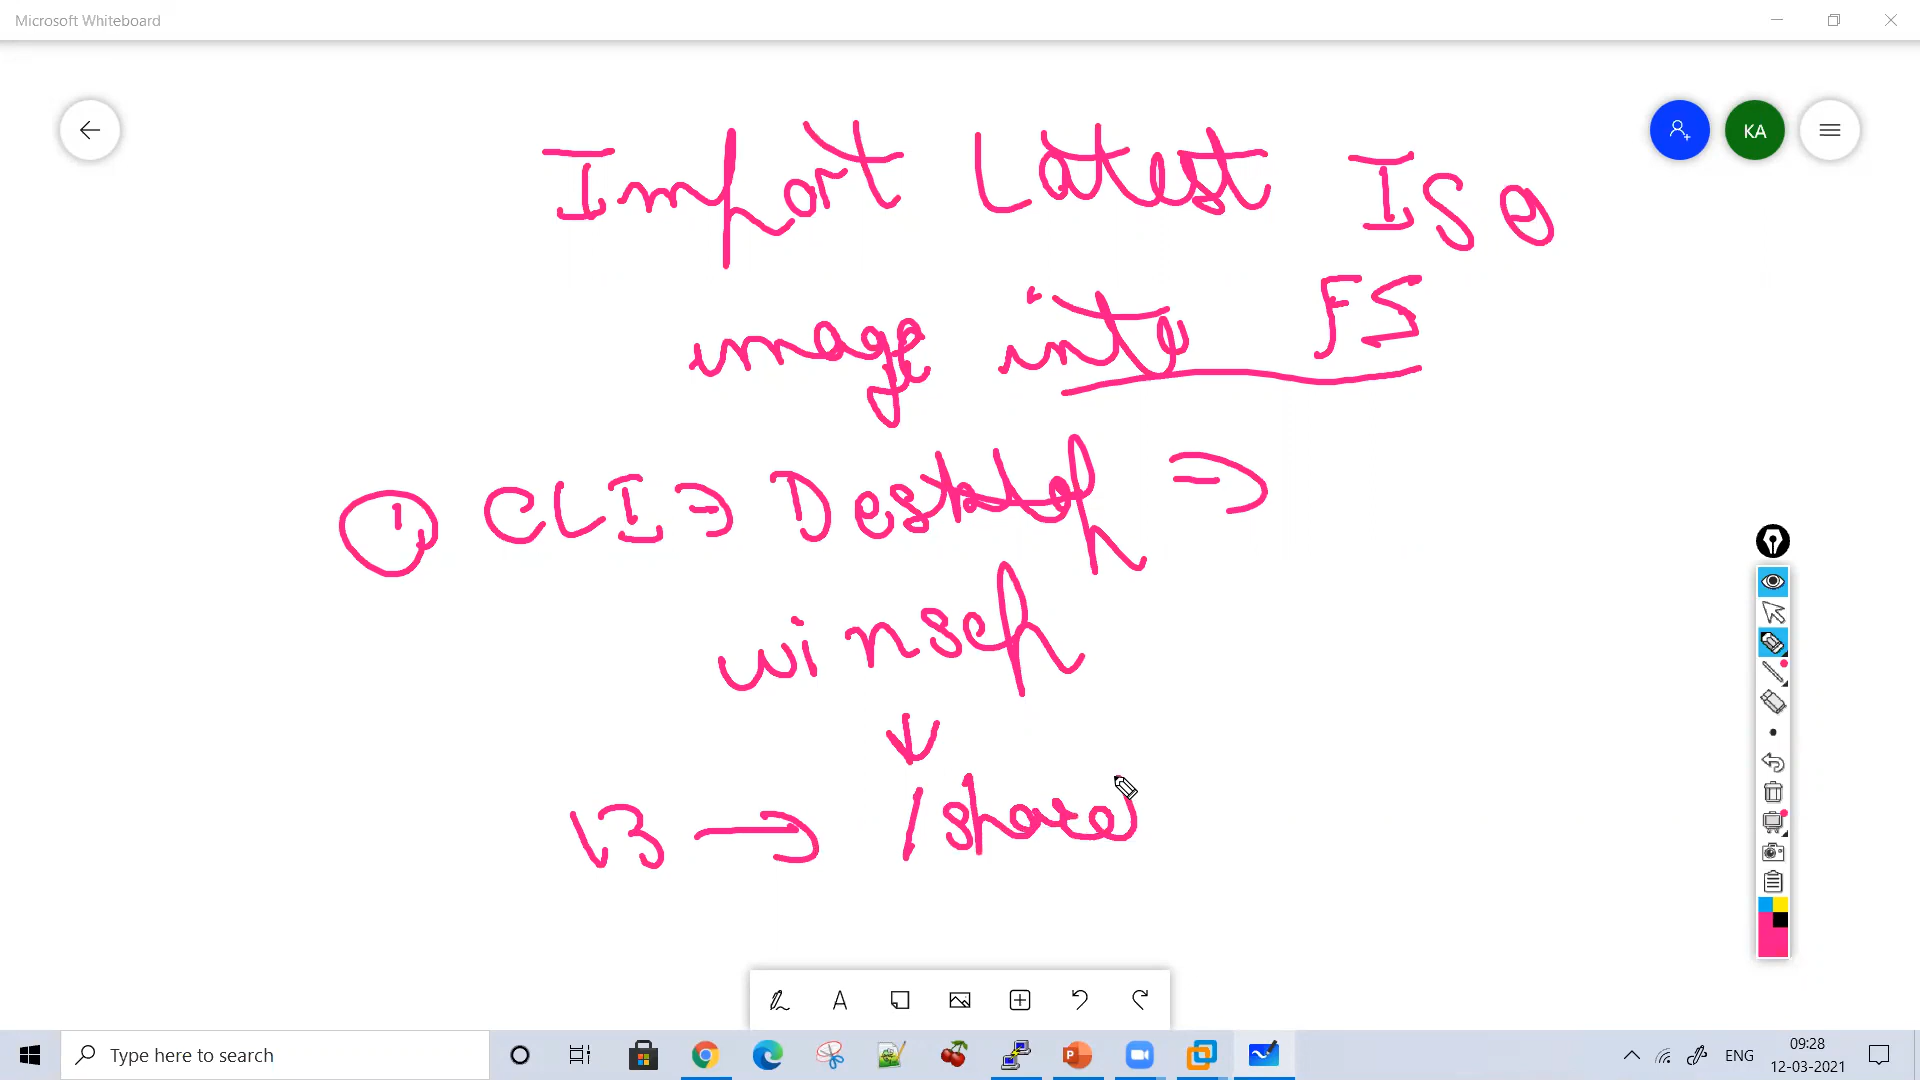 Microsoft Whiteboard
KA
Import Latest ISO
image into FS
1 CLI → Desktop →
winscp
V3 → /share
Type here to search
ENG
09:28
12-03-2021